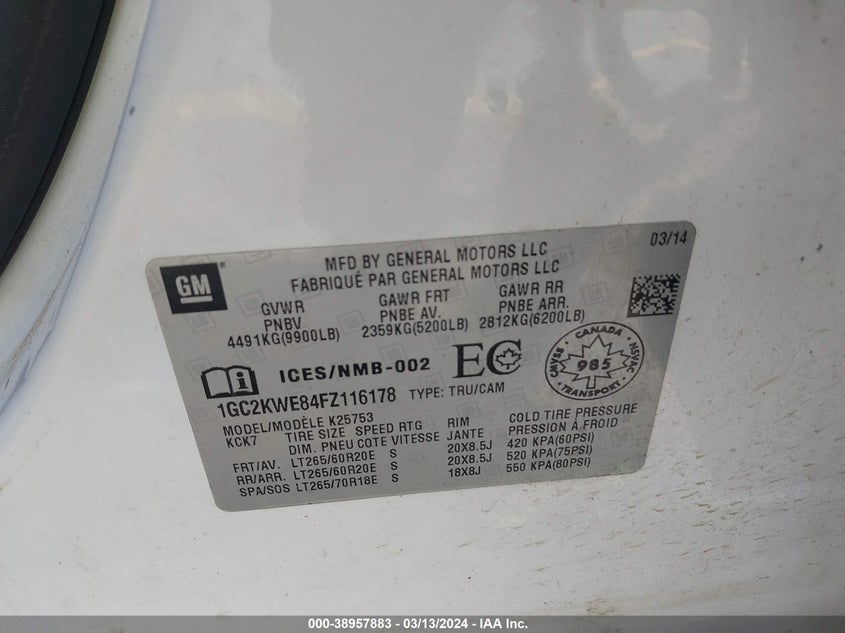 GM
MFD BY GENERAL MOTORS LLC 03/14
FABRIQUÉ PAR GENERAL MOTORS LLC
GVWR GAWR FRT GAWR RR
PNBV PNBE AV. PNBE ARR.
4491KG(9900LB) 2359KG(5200LB) 2812KG(6200LB)
ICES/NMB-002 EC
CANADA
CMVSS 985 NSVAC
TRANSPORT
1GC2KWE84FZ116178 TYPE: TRU/CAM
MODEL/MODÈLE K25753
KCK7 TIRE SIZE SPEED RTG RIM COLD TIRE PRESSURE
DIM. PNEU COTE VITESSE JANTE PRESSION À FROID
FRT/AV. LT265/60R20E S 20X8.5J 420 KPA(60PSI)
RR/ARR. LT265/60R20E S 20X8.5J 520 KPA(75PSI)
SPA/SOS LT265/70R18E S 18X8J 550 KPA(80PSI)
000-38957883 / 03/13/2024 - IAA Inc.